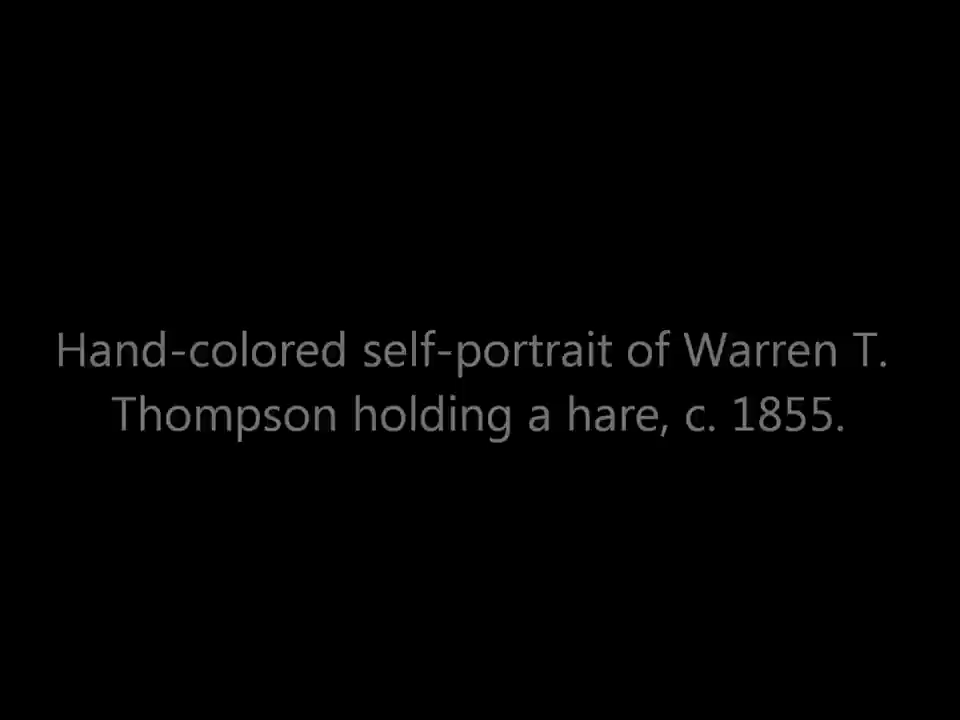 Hand-colored self-portrait of Warren T.
Thompson holding a hare, c. 1855.